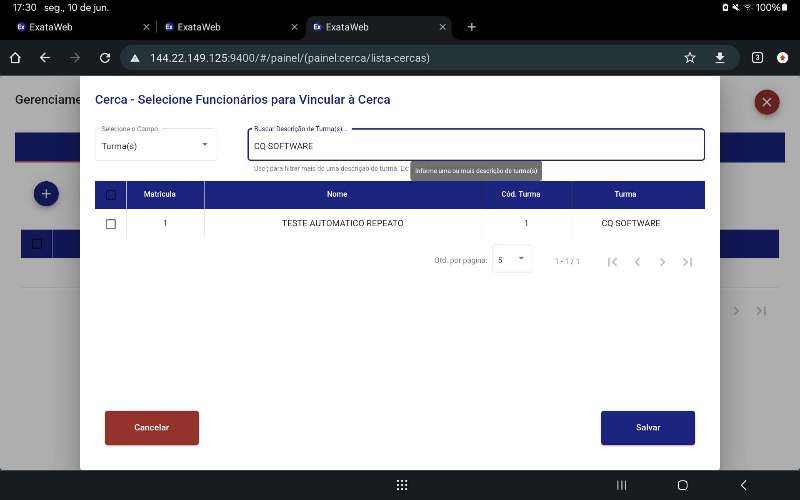 17:30 seg., 10 de jun.
100%
ExataWeb
ExataWeb
ExataWeb
144.22.149.125:9400/#/painel/(painel:cerca/lista-cercas)
3
Gerenciame
Cerca - Selecione Funcionários para Vincular à Cerca
Selecione o Campo
Turma(s)
Buscar Descrição de Turma(s)...
CQ SOFTWARE
Use ; para filtrar mais de uma descrição de turma. Ex:
Informe uma ou mais descrição de turma(s)
Matrícula Nome Cód. Turma Turma
1 TESTE AUTOMATICO REPEATO 1 CQ SOFTWARE
Qtd. por página: 5 1 - 1 / 1
Cancelar Salvar